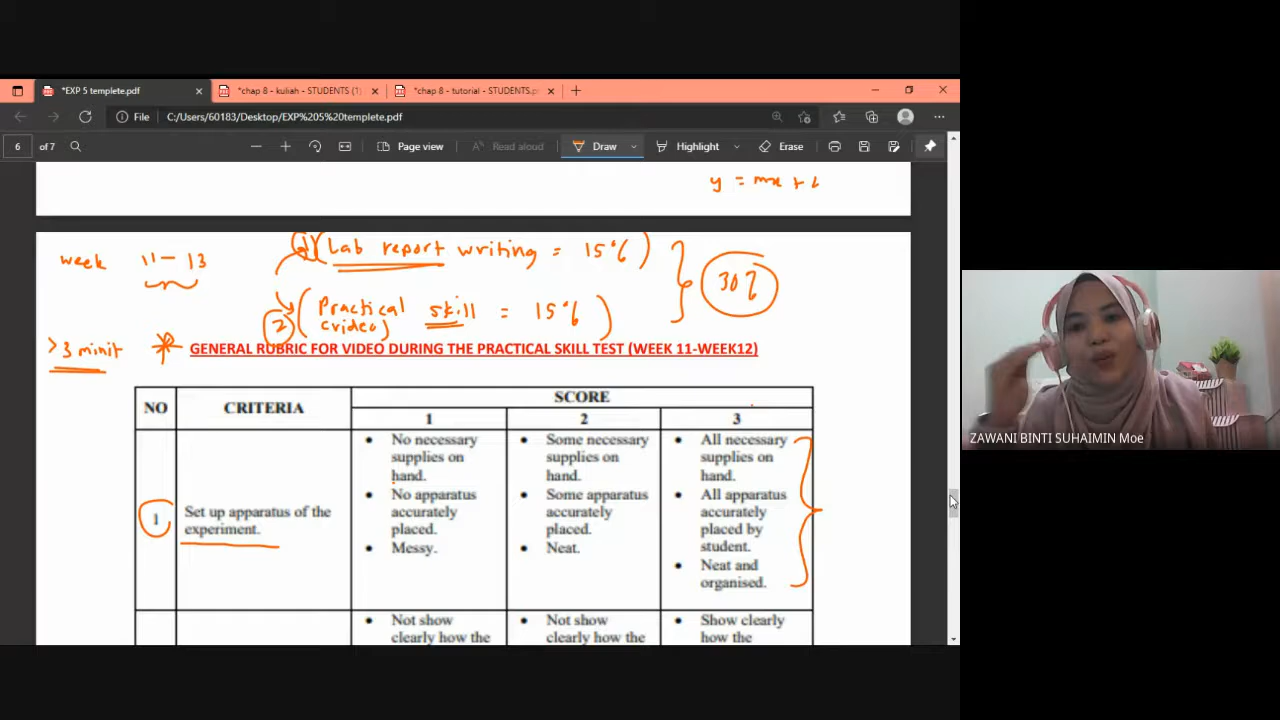 *EXP 5 templete.pdf
*chap 8 - kuliah - STUDENTS (1)
*chap 8 - tutorial - STUDENTS.p
File C:/Users/60183/Desktop/EXP%205%20templete.pdf
6 of 7
Page view
Read aloud
Draw
Highlight
Erase
y = mx +
week 11 - 13
1 (Lab report writing = 15%)
30%
2 (Practical skill = 15%)
(video)
> 3 minit
GENERAL RUBRIC FOR VIDEO DURING THE PRACTICAL SKILL TEST (WEEK 11-WEEK12)
NO
CRITERIA
SCORE
1
2
3
1
Set up apparatus of the
experiment.
• No necessary
supplies on
hand.
• No apparatus
accurately
placed.
• Messy.
• Some necessary
supplies on
hand.
• Some apparatus
accurately
placed.
• Neat.
• All necessary
supplies on
hand.
• All apparatus
accurately
placed by
student.
• Neat and
organised.
• Not show
clearly how the
• Not show
clearly how the
• Show clearly
how the
ZAWANI BINTI SUHAIMIN Moe